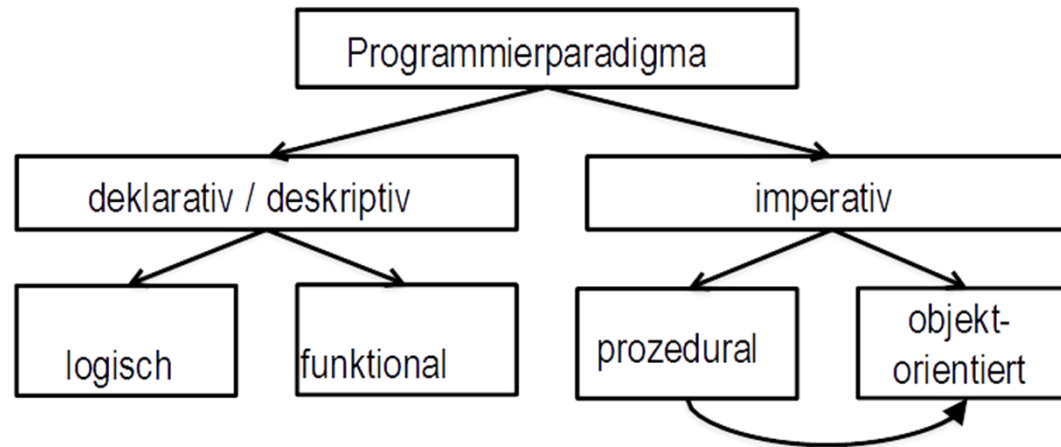 Programmierparadigma
deklarativ / deskriptiv
imperativ
logisch
funktional
prozedural
objekt-
orientiert